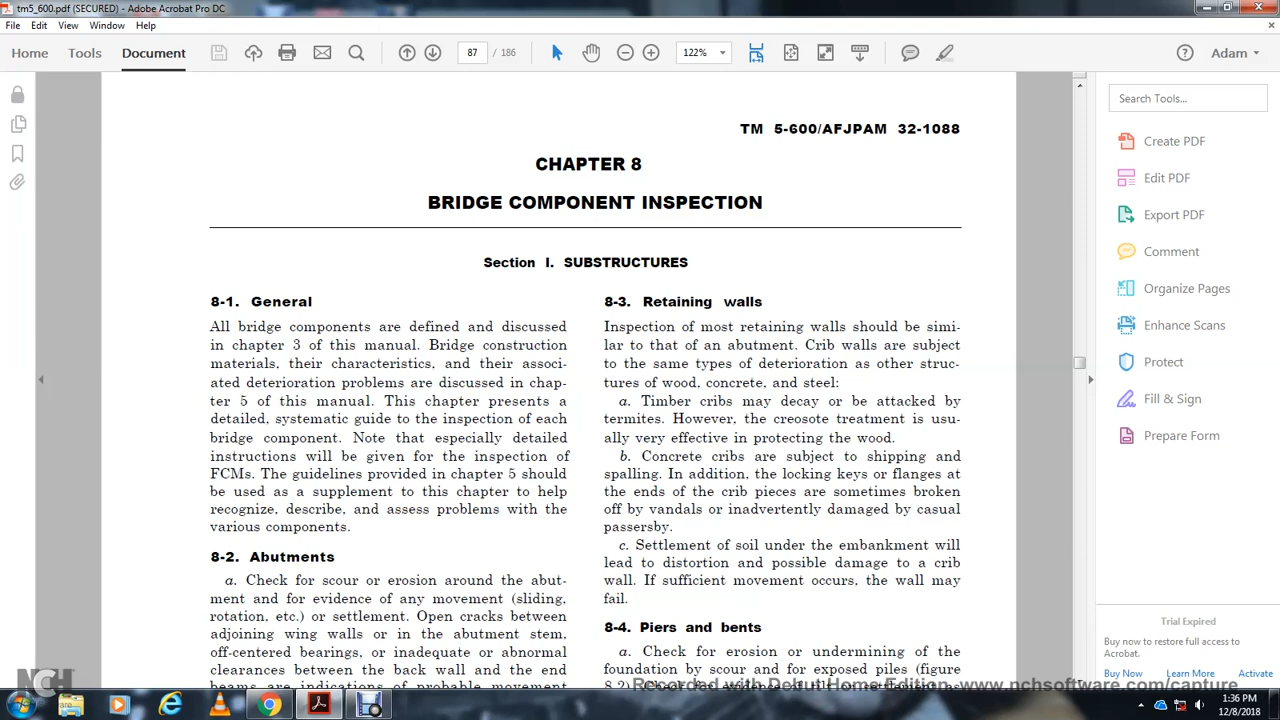 tm5_600.pdf (SECURED) - Adobe Acrobat Pro DC
File Edit View Window Help
Home Tools Document 87 / 186 122% Adam
TM 5-600/AFJPAM 32-1088
CHAPTER 8
BRIDGE COMPONENT INSPECTION
Section I. SUBSTRUCTURES
8-1. General
All bridge components are defined and discussed
in chapter 3 of this manual. Bridge construction
materials, their characteristics, and their associ-
ated deterioration problems are discussed in chap-
ter 5 of this manual. This chapter presents a
detailed, systematic guide to the inspection of each
bridge component. Note that especially detailed
instructions will be given for the inspection of
FCMs. The guidelines provided in chapter 5 should
be used as a supplement to this chapter to help
recognize, describe, and assess problems with the
various components.
8-2. Abutments
a. Check for scour or erosion around the abut-
ment and for evidence of any movement (sliding,
rotation, etc.) or settlement. Open cracks between
adjoining wing walls or in the abutment stem,
off-centered bearings, or inadequate or abnormal
clearances between the back wall and the end
beams are indications of probable movement
8-3. Retaining walls
Inspection of most retaining walls should be simi-
lar to that of an abutment. Crib walls are subject
to the same types of deterioration as other struc-
tures of wood, concrete, and steel:
a. Timber cribs may decay or be attacked by
termites. However, the creosote treatment is usu-
ally very effective in protecting the wood.
b. Concrete cribs are subject to shipping and
spalling. In addition, the locking keys or flanges at
the ends of the crib pieces are sometimes broken
off by vandals or inadvertently damaged by casual
passersby.
c. Settlement of soil under the embankment will
lead to distortion and possible damage to a crib
wall. If sufficient movement occurs, the wall may
fail.
8-4. Piers and bents
a. Check for erosion or undermining of the
foundation by scour and for exposed piles (figure
8.2)
Search Tools...
Create PDF
Edit PDF
Export PDF
Comment
Organize Pages
Enhance Scans
Protect
Fill & Sign
Prepare Form
Trial Expired
Buy now to restore full access to
Acrobat.
Buy Now Learn More Activate
NCH
Recorded with Debut Home Edition. www.nchsoftware.com/capture
1:36 PM
12/8/2018